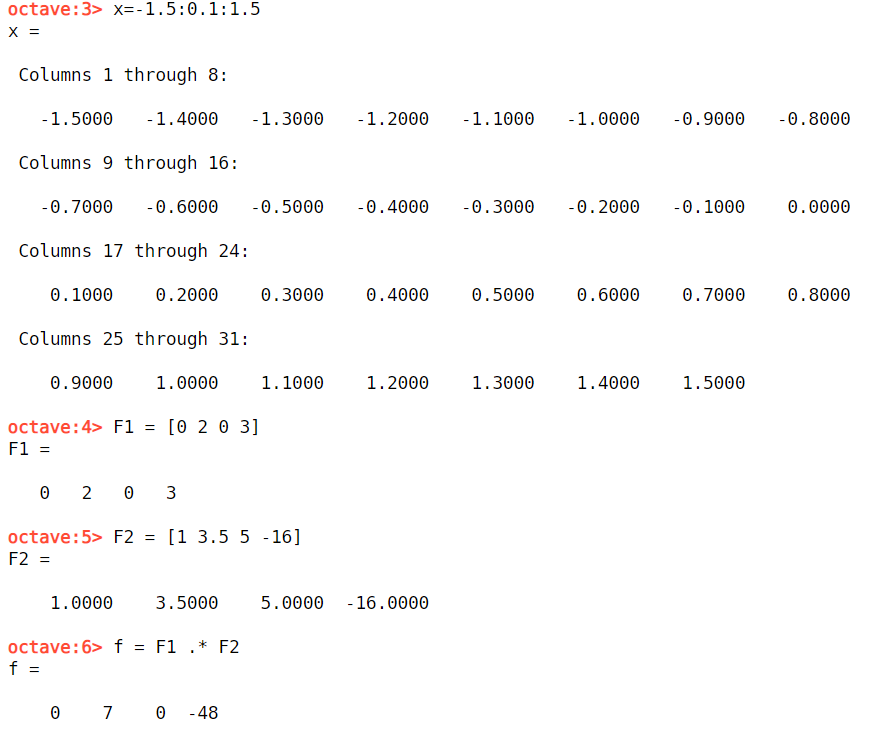 octave:3> x=-1.5:0.1:1.5
x =
Columns 1 through 8:
-1.5000 -1.4000 -1.3000 -1.2000 -1.1000 -1.0000 -0.9000 -0.8000
Columns 9 through 16:
-0.7000 -0.6000 -0.5000 -0.4000 -0.3000 -0.2000 -0.1000 0.0000
Columns 17 through 24:
0.1000 0.2000 0.3000 0.4000 0.5000 0.6000 0.7000 0.8000
Columns 25 through 31:
0.9000 1.0000 1.1000 1.2000 1.3000 1.4000 1.5000
octave:4> F1 = [0 2 0 3]
F1 =
0 2 0 3
octave:5> F2 = [1 3.5 5 -16]
F2 =
1.0000 3.5000 5.0000 -16.0000
octave:6> f = F1 .* F2
f =
0 7 0 -48